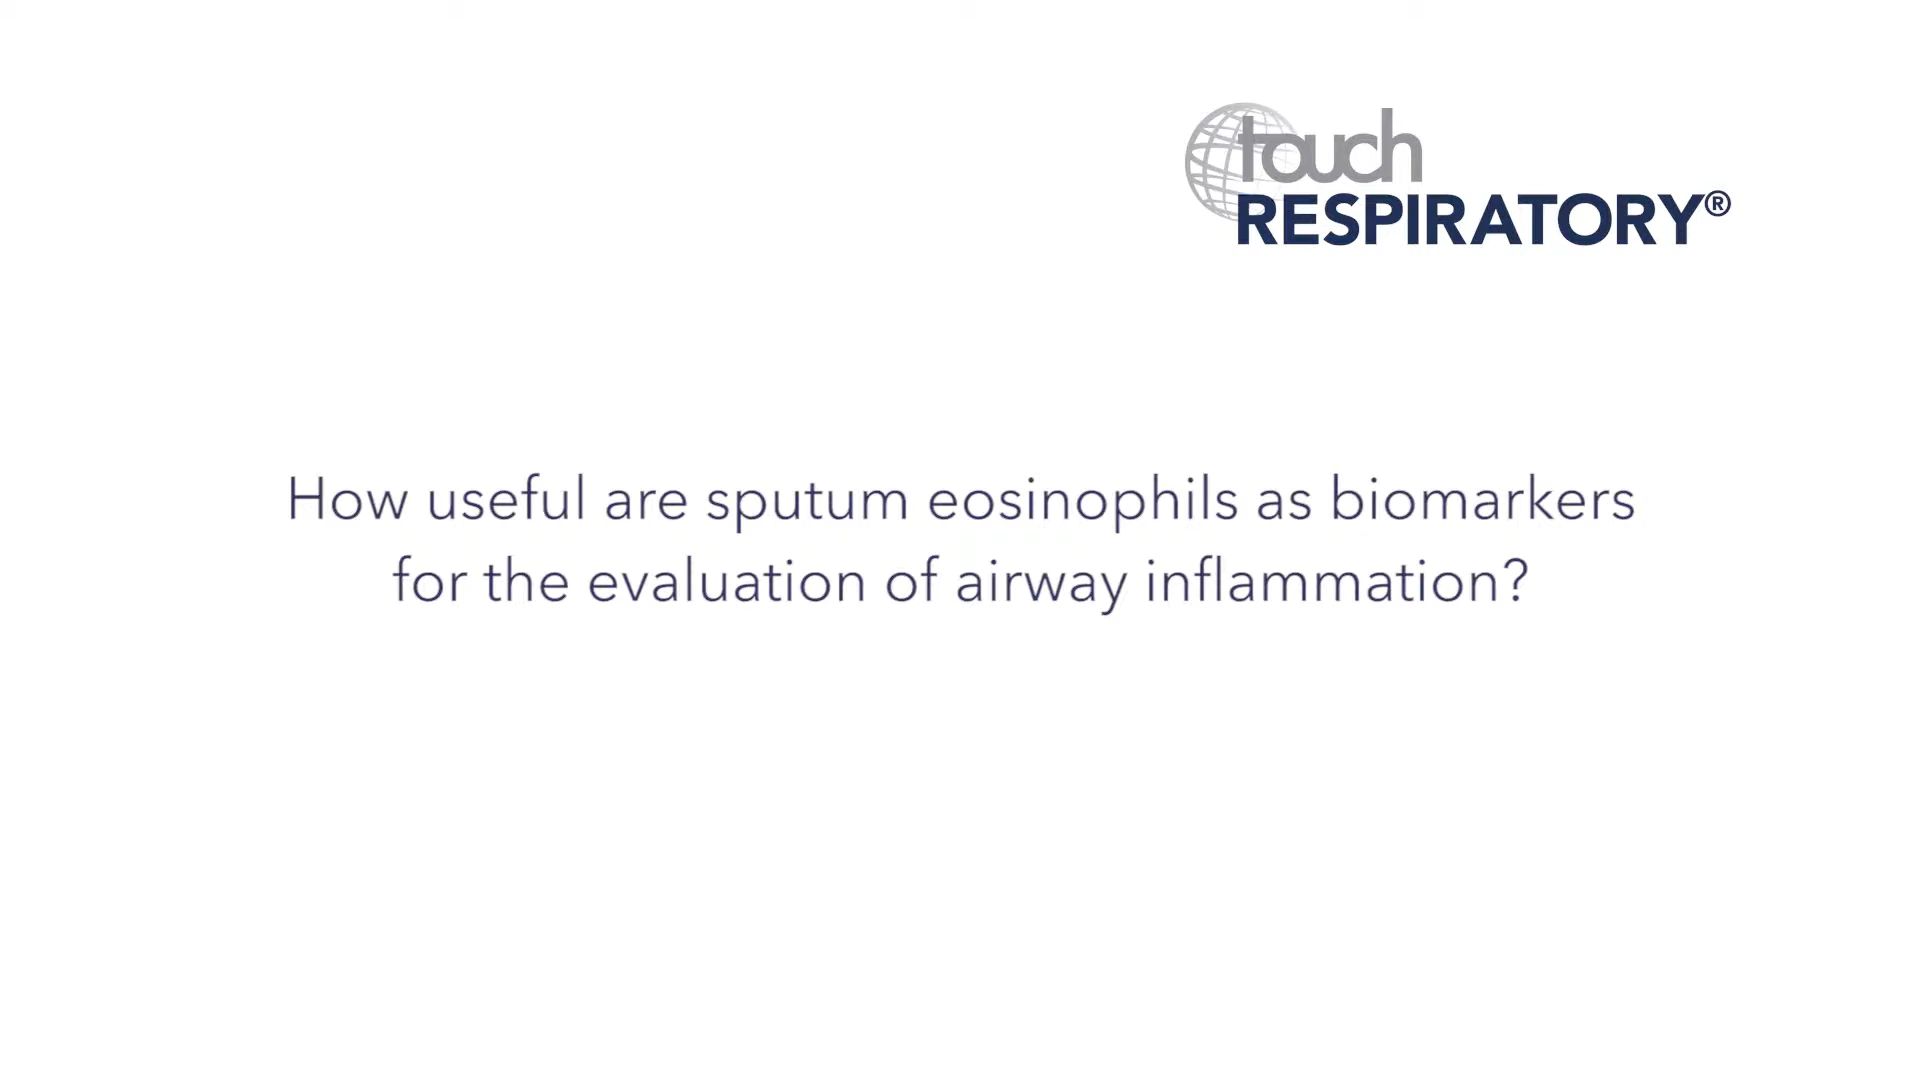 touch
RESPIRATORY®
How useful are sputum eosinophils as biomarkers
for the evaluation of airway inflammation?